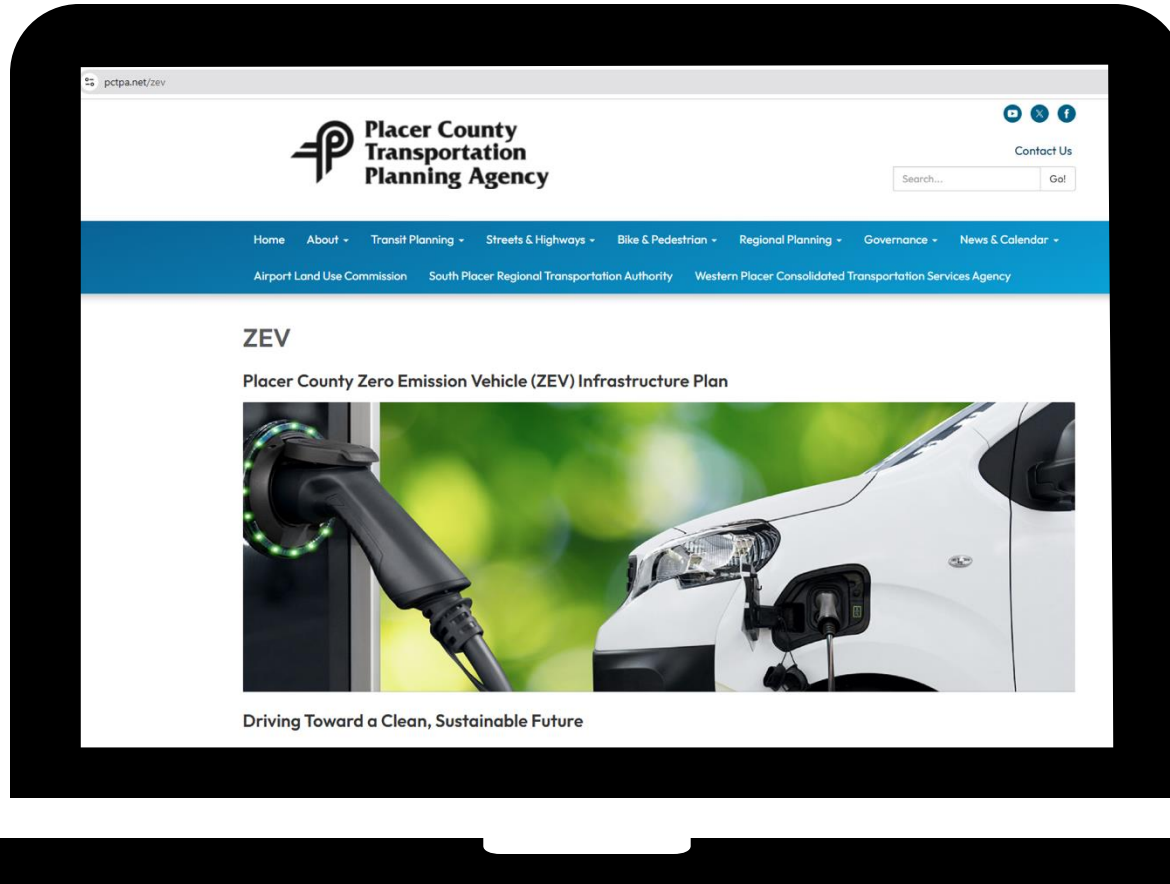 pctpa.net/zev
Placer County
Transportation
Planning Agency
Contact Us
Search...
Go!
Home About Transit Planning Streets & Highways Bike & Pedestrian Regional Planning Governance News & Calendar
Airport Land Use Commission South Placer Regional Transportation Authority Western Placer Consolidated Transportation Services Agency
ZEV
Placer County Zero Emission Vehicle (ZEV) Infrastructure Plan
Driving Toward a Clean, Sustainable Future